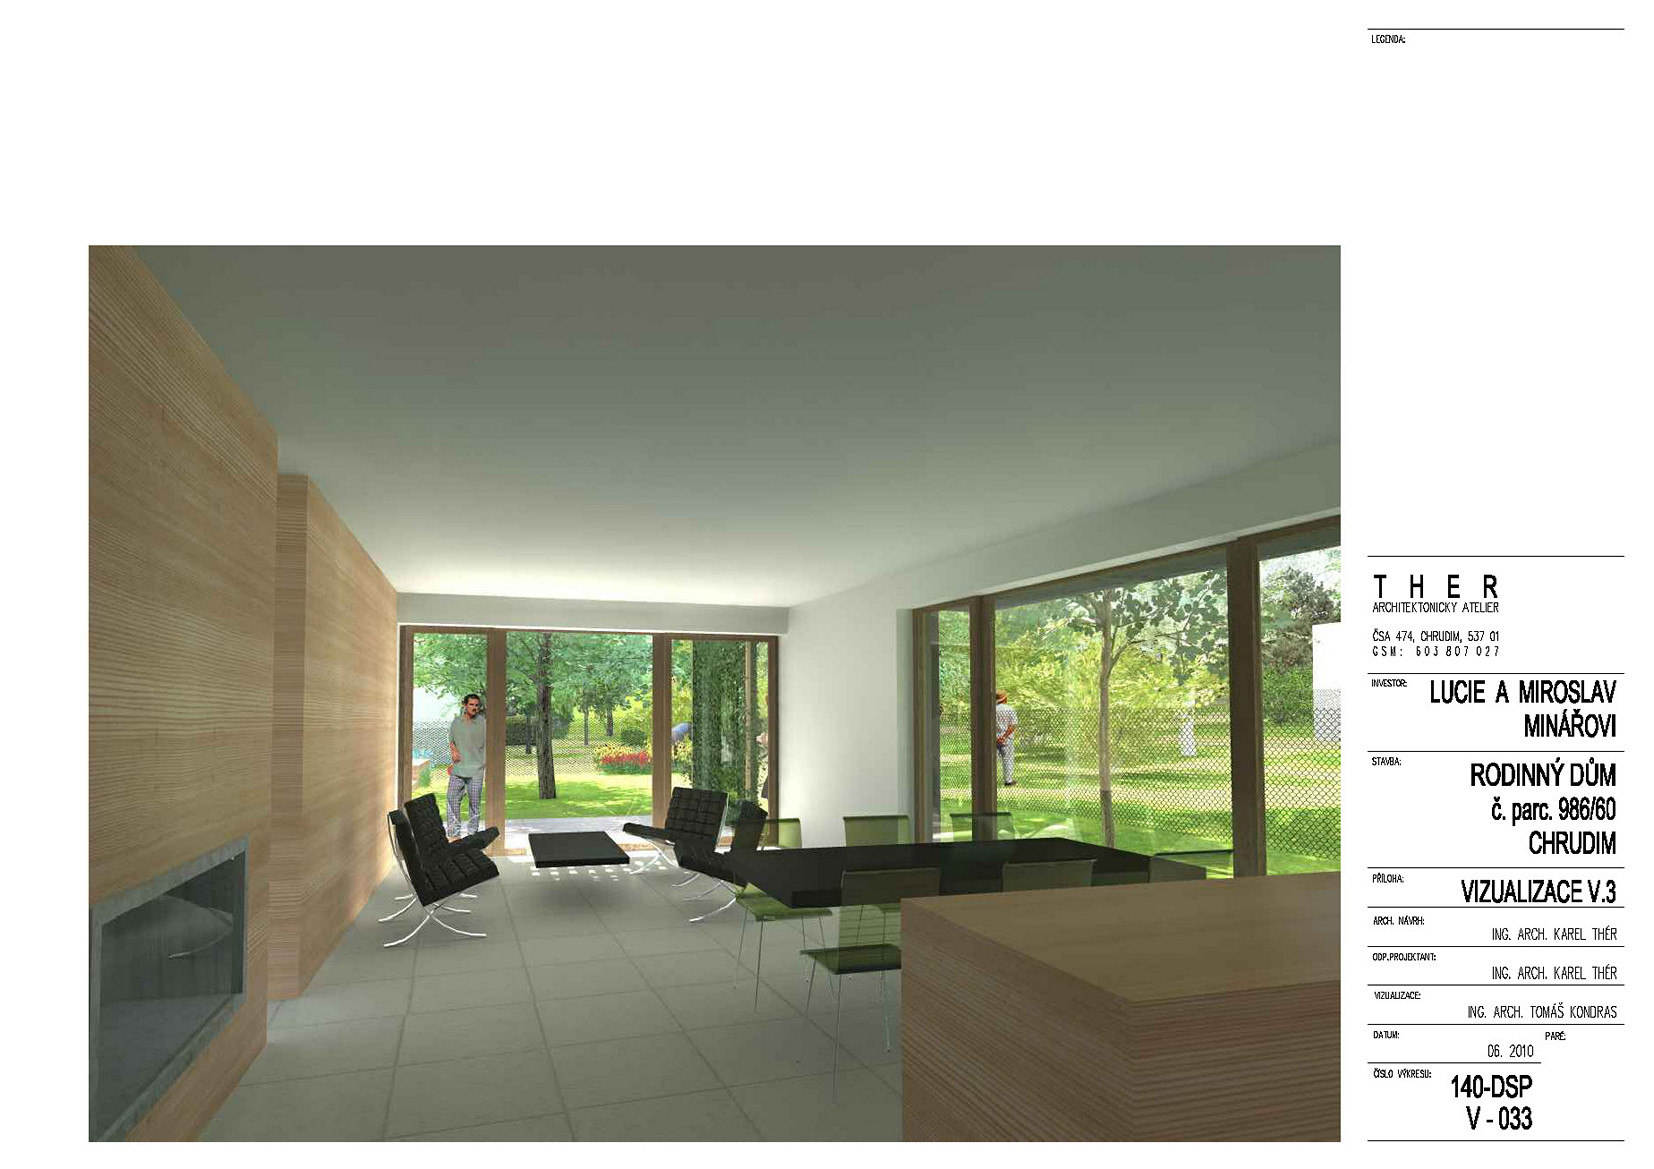 LEGENDA:
T H E R
ARCHITEKTONICKÝ ATELIER
ČSA 474, CHRUDIM, 537 01
GSM: 603 807 027
INVESTOR:
LUCIE A MIROSLAV
MINÁŘOVI
STAVBA:
RODINNÝ DŮM
č. parc. 986/60
CHRUDIM
PŘÍLOHA:
VIZUALIZACE V.3
ARCH. NÁVRH:
ING. ARCH. KAREL THÉR
ODP.PROJEKTANT:
ING. ARCH. KAREL THÉR
VIZUALIZACE:
ING. ARCH. TOMÁŠ KONDRAS
DATUM:
PARÉ:
06. 2010
ČÍSLO VÝKRESU:
140-DSP
V - 033